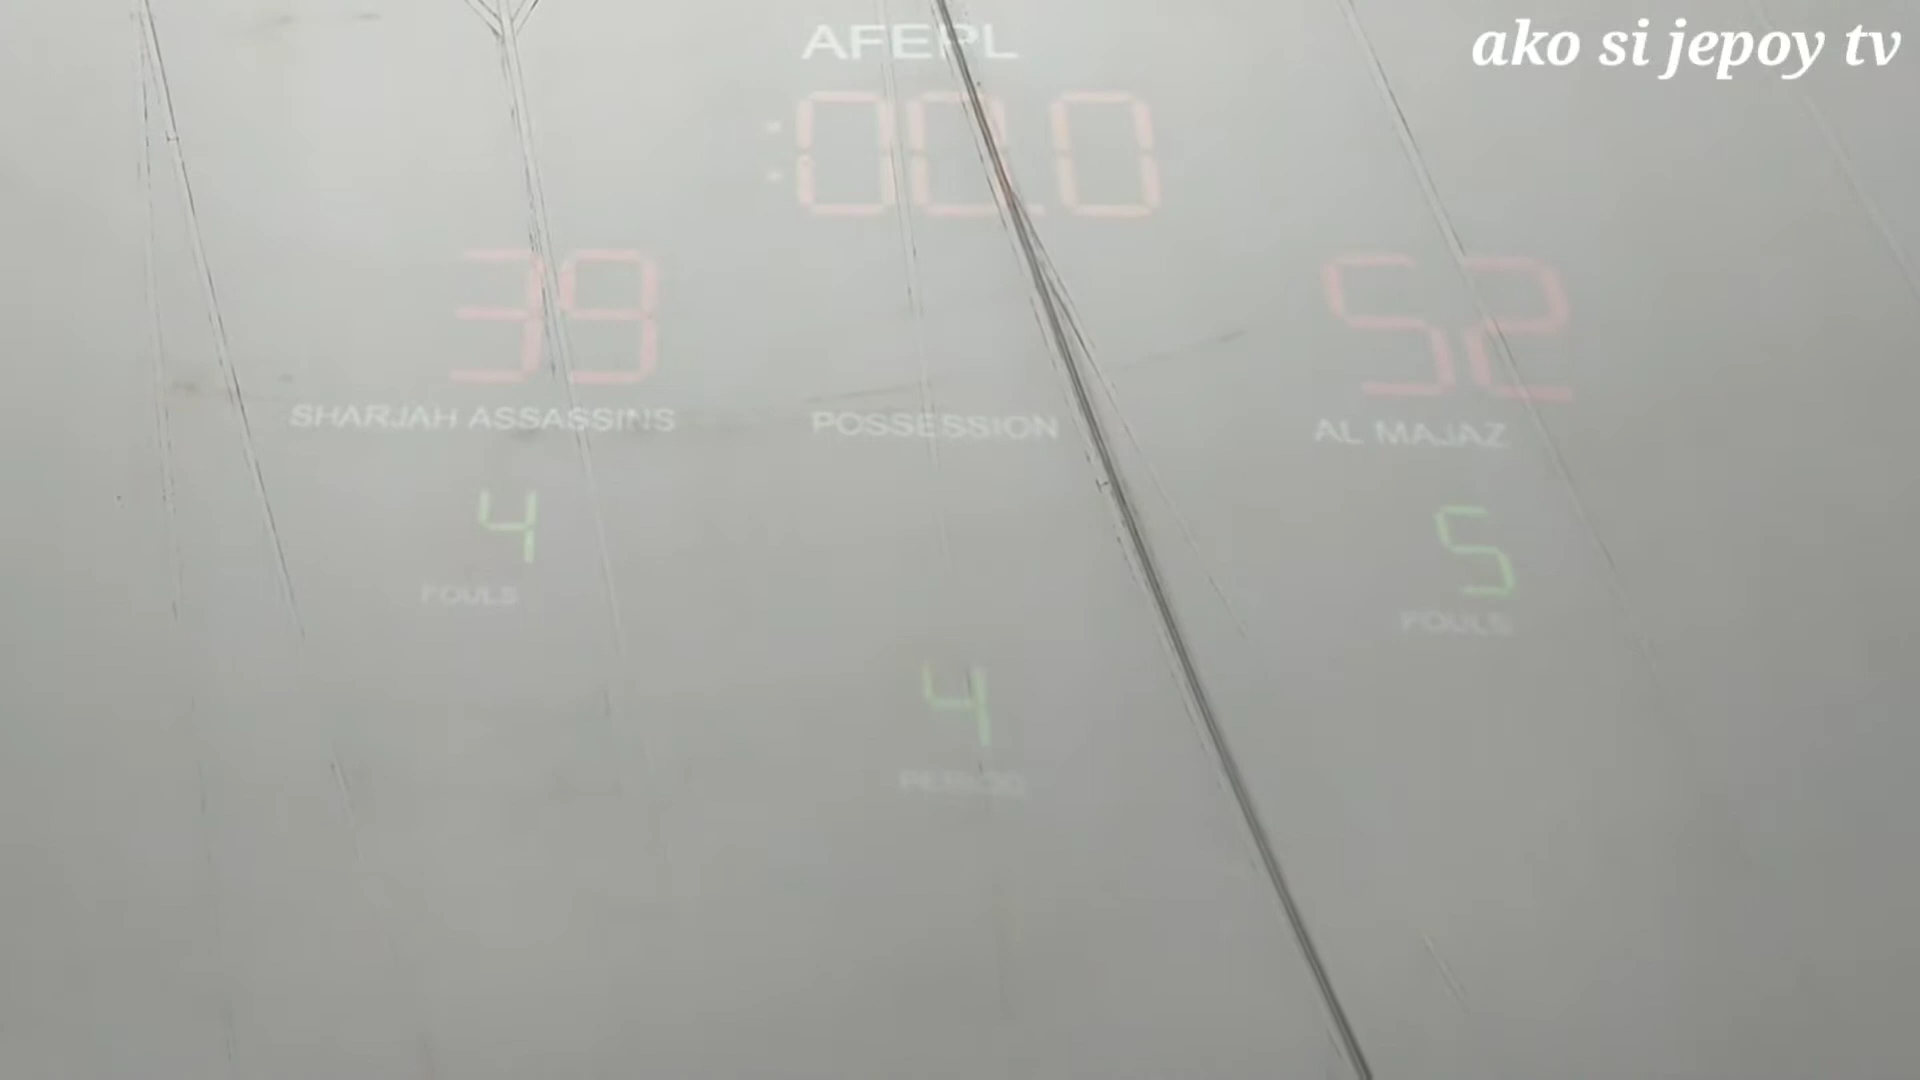 ako si jepoy tv
AFEPL
:00.0
39 52
SHARJAH ASSASSINS POSSESSION AL MAJAZ
4 5
FOULS FOULS
4
PERIOD